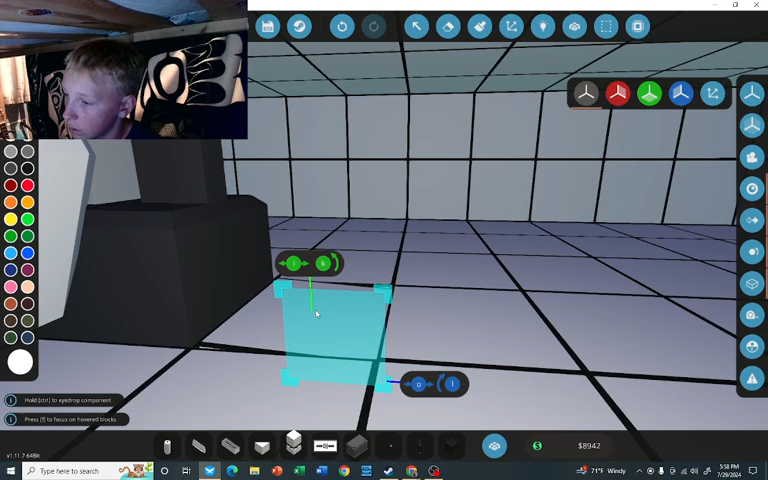 i k
o l
Hold [ctrl] to eyedrop component
Press [f] to focus on hovered blocks
$ $8942
v1.11.7 64Bit
Type here to search
71°F Windy
5:58 PM
7/29/2024